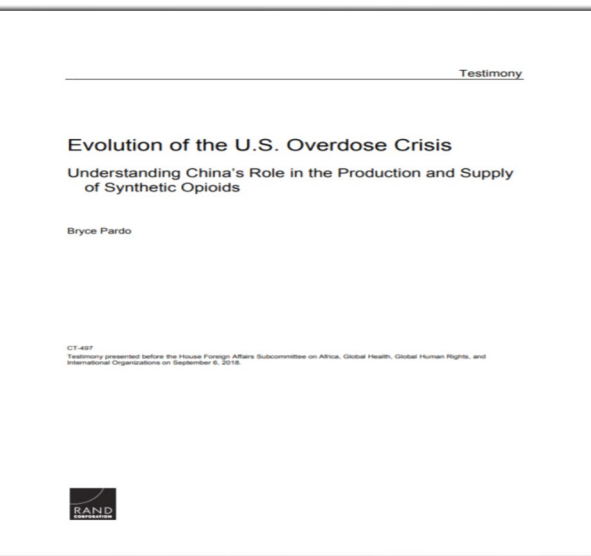 Testimony
Evolution of the U.S. Overdose Crisis
Understanding China's Role in the Production and Supply
of Synthetic Opioids
Bryce Pardo
CT-497
Testimony presented before the House Foreign Affairs Subcommittee on Africa, Global Health, Global Human Rights, and
International Organizations on September 6, 2018.
RAND
CORPORATION